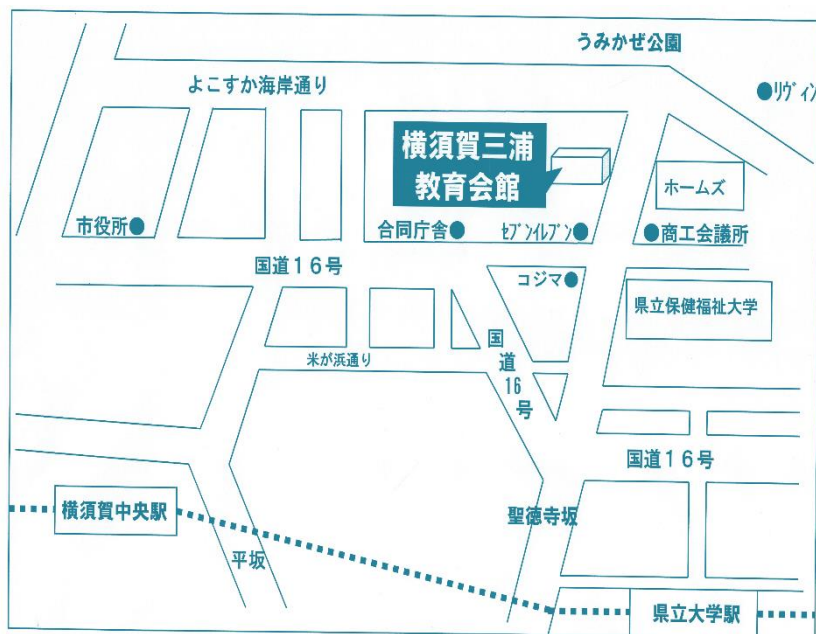 うみかぜ公園
よこすか海岸通り
●ﾘｳﾞｨﾝ
横須賀三浦
教育会館
ホームズ
市役所●
合同庁舎●
ｾﾌﾞﾝｲﾚﾌﾞﾝ●
●商工会議所
国道16号
コジマ●
県立保健福祉大学
国道16号
米が浜通り
国道16号
横須賀中央駅
聖徳寺坂
平坂
県立大学駅